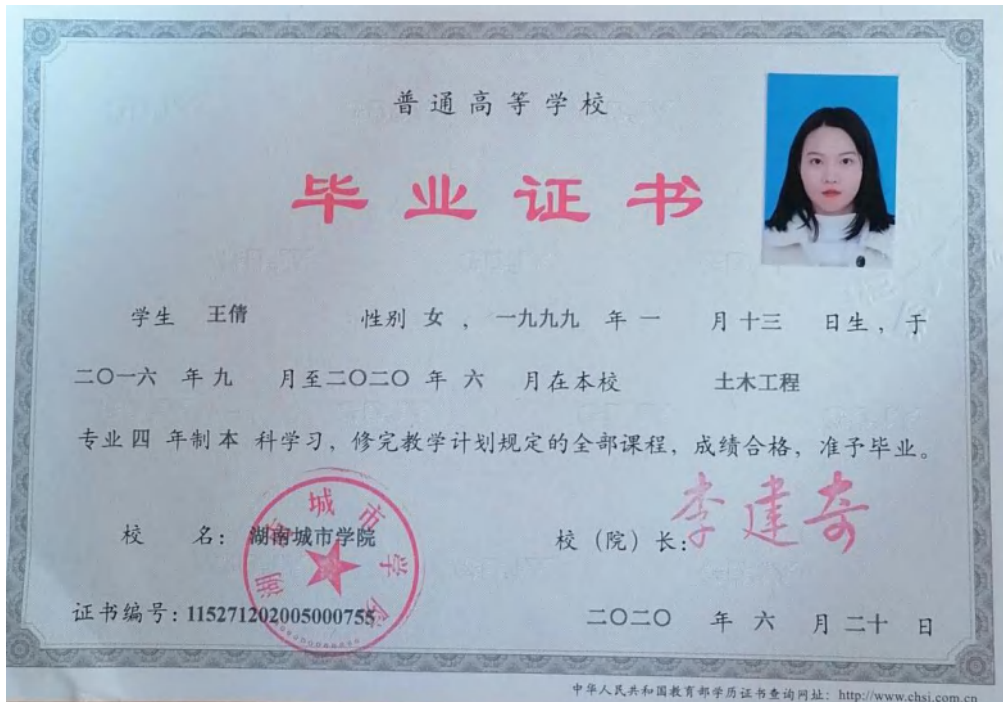 普通高等学校
毕业证书
学生 王倩 性别 女 ， 一九九九 年 一 月 十三 日生，于
二〇一六 年 九 月至二〇二〇 年 六 月在本校 土木工程
专业 四 年制 本 科学习，修完教学计划规定的全部课程，成绩合格，准予毕业。
校 名：湖南城市学院
校（院）长：李建奇
湖南城市学院
证书编号：115271202005000755
二〇二〇 年 六 月 二十 日
中华人民共和国教育部学历证书查询网址：http://www.chsi.com.cn